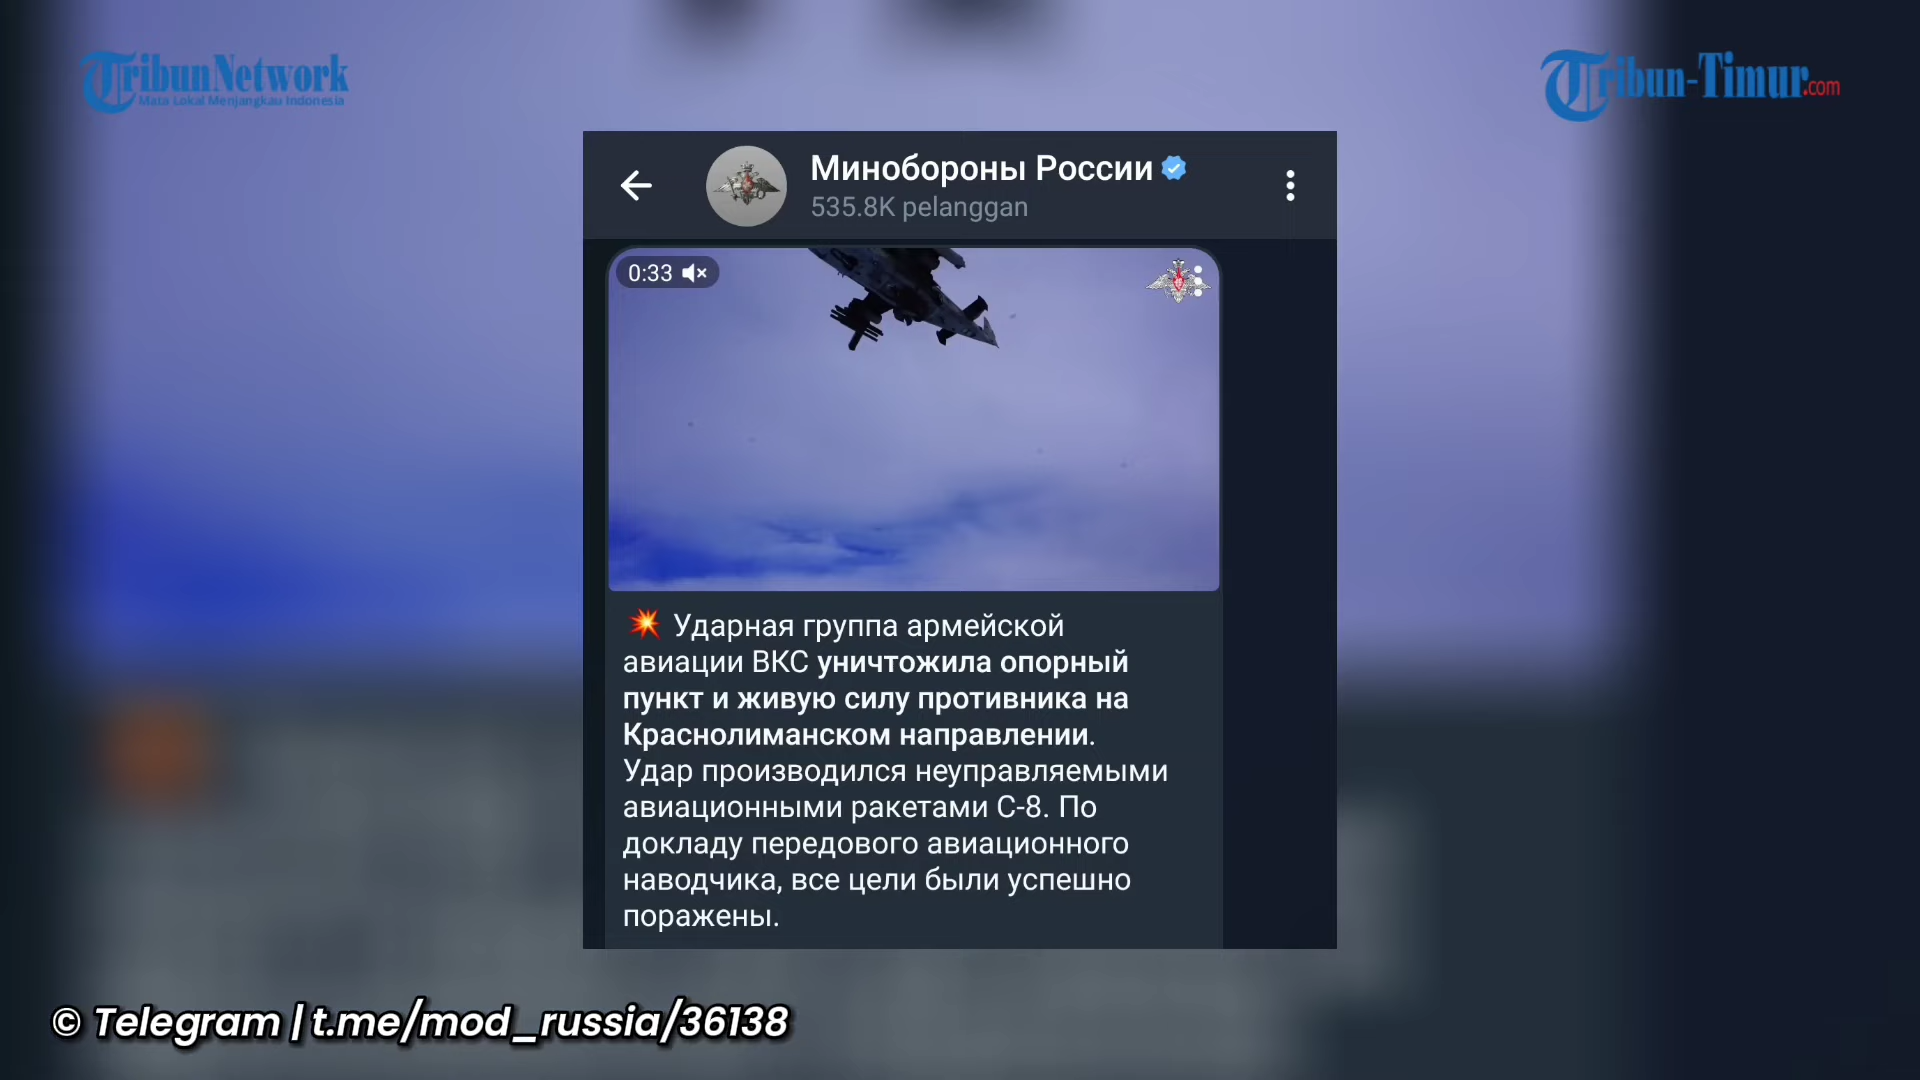 TribunNetwork
Mata Lokal Menjangkau Indonesia
Tribun-Timur.com
Минобороны России
535.8K pelanggan
0:33
Ударная группа армейской
авиации ВКС уничтожила опорный
пункт и живую силу противника на
Краснолиманском направлении.
Удар производился неуправляемыми
авиационными ракетами С-8. По
докладу передового авиационного
наводчика, все цели были успешно
поражены.
© Telegram | t.me/mod_russia/36138